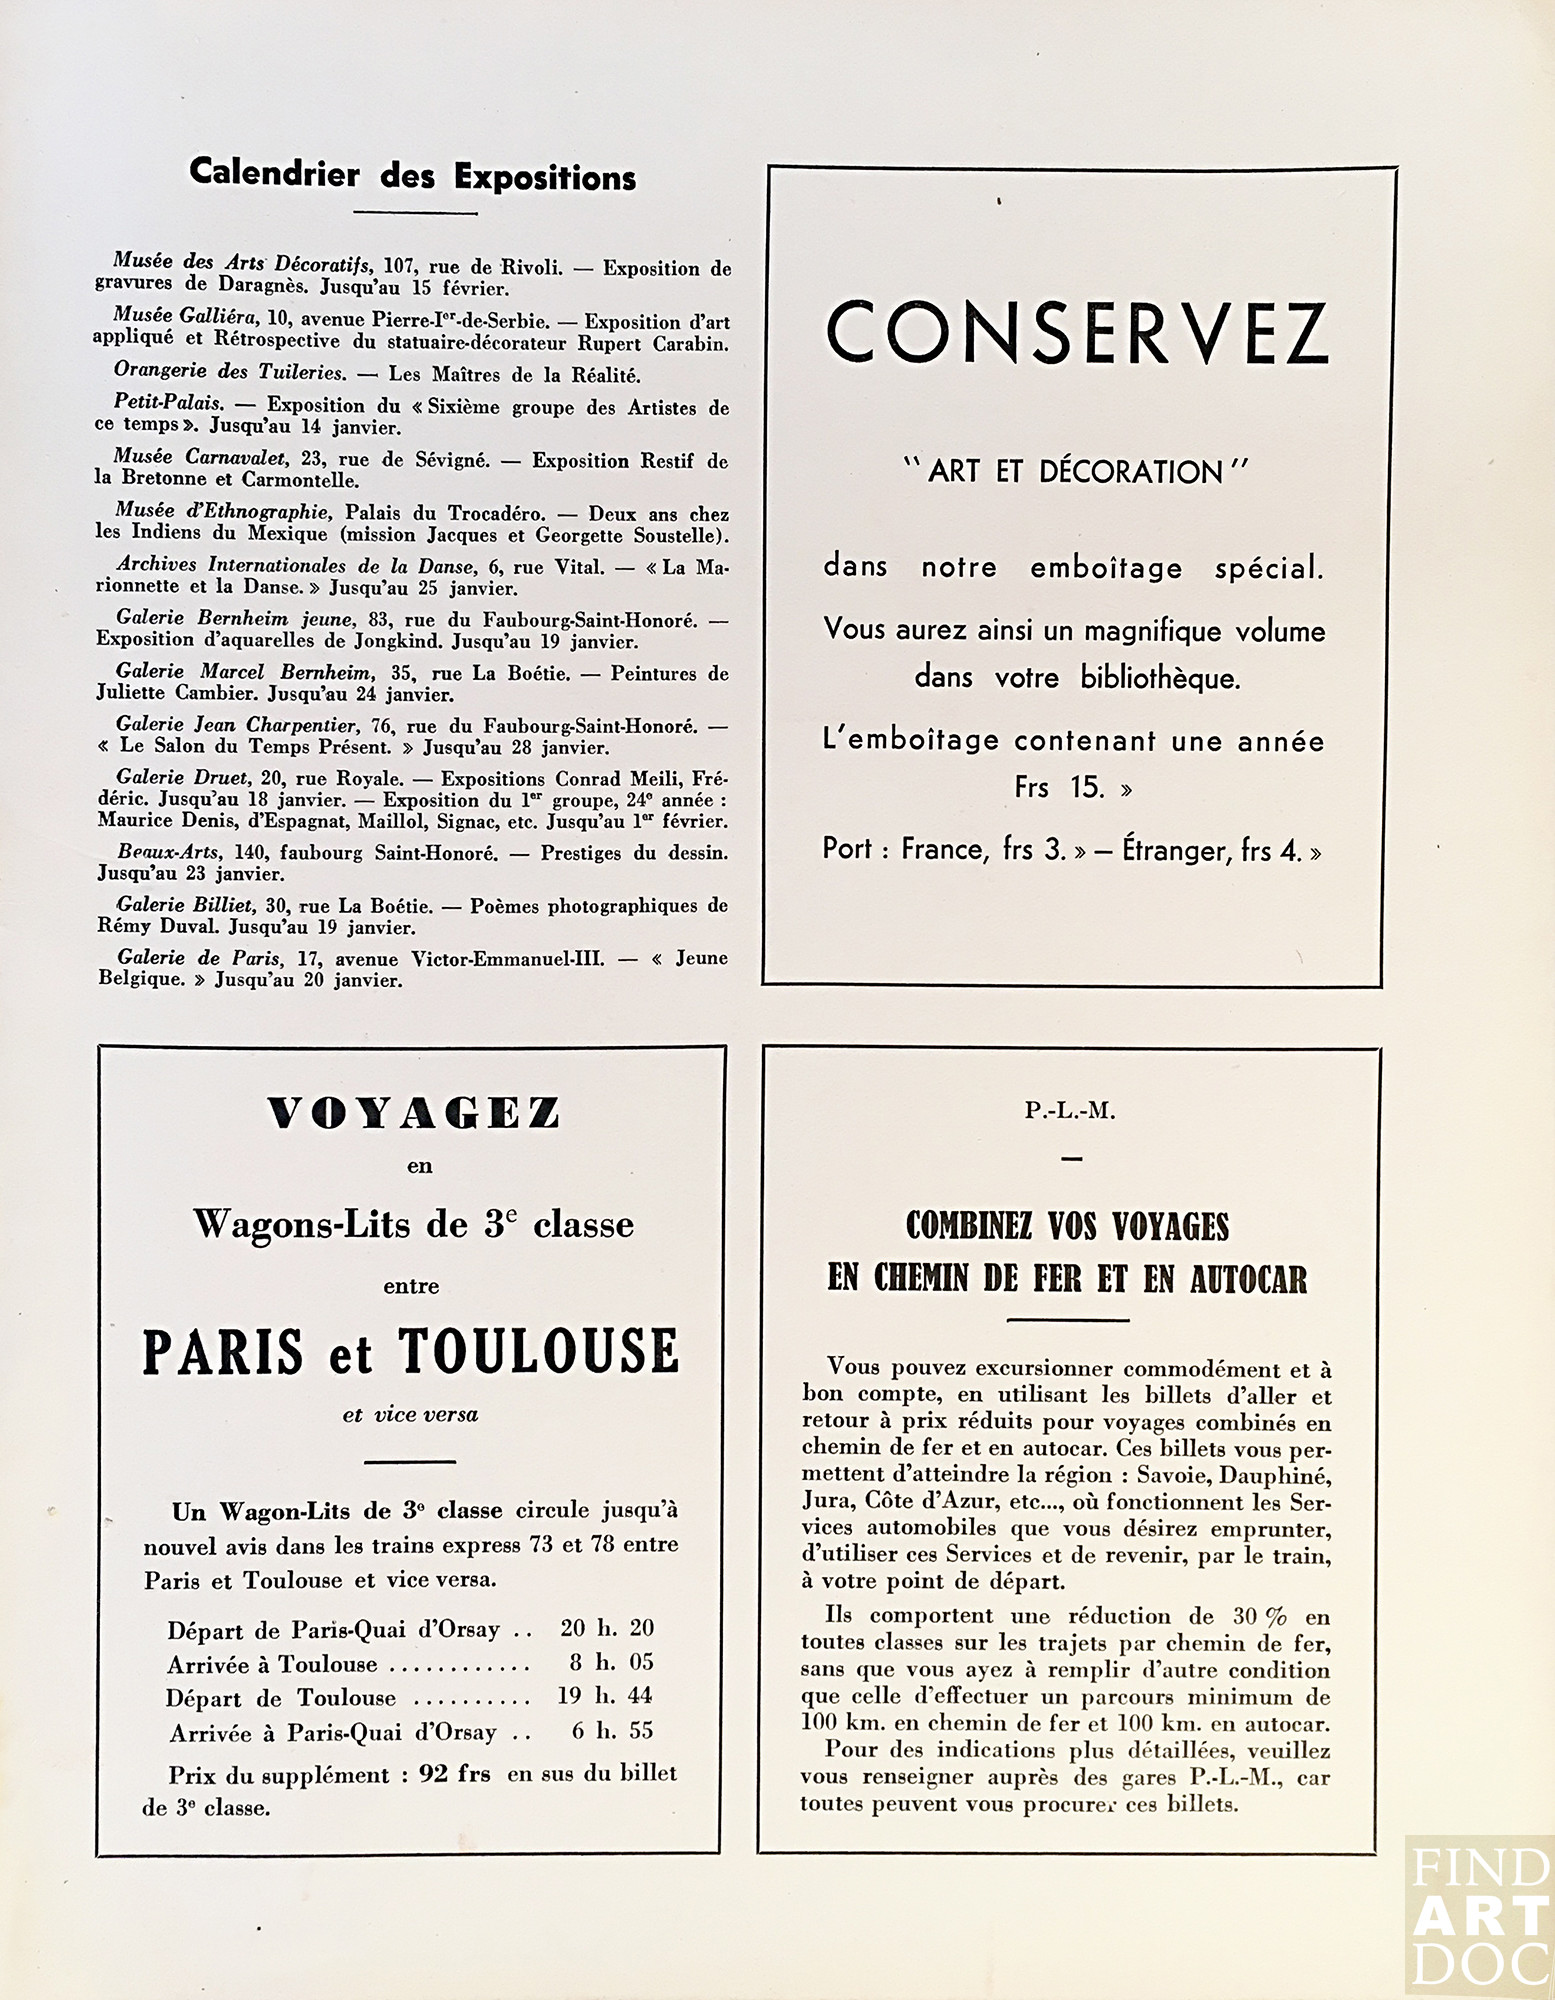 Calendrier des Expositions
Musée des Arts Décoratifs, 107, rue de Rivoli. — Exposition de
gravures de Daragnès. Jusqu'au 15 février.
Musée Galliéra, 10, avenue Pierre-Ier-de-Serbie. — Exposition d'art
appliqué et Rétrospective du statuaire-décorateur Rupert Carabin.
Orangerie des Tuileries. — Les Maîtres de la Réalité.
Petit-Palais. — Exposition du « Sixième groupe des Artistes de
ce temps ». Jusqu'au 14 janvier.
Musée Carnavalet, 23, rue de Sévigné. — Exposition Restif de
la Bretonne et Carmontelle.
Musée d'Ethnographie, Palais du Trocadéro. — Deux ans chez
les Indiens du Mexique (mission Jacques et Georgette Soustelle).
Archives Internationales de la Danse, 6, rue Vital. — « La Ma-
rionnette et la Danse. » Jusqu'au 25 janvier.
Galerie Bernheim jeune, 83, rue du Faubourg-Saint-Honoré. —
Exposition d'aquarelles de Jongkind. Jusqu'au 19 janvier.
Galerie Marcel Bernheim, 35, rue La Boétie. — Peintures de
Juliette Cambier. Jusqu'au 24 janvier.
Galerie Jean Charpentier, 76, rue du Faubourg-Saint-Honoré. —
« Le Salon du Temps Présent. » Jusqu'au 28 janvier.
Galerie Druet, 20, rue Royale. — Expositions Conrad Meili, Fré-
déric. Jusqu'au 18 janvier. — Exposition du 1er groupe, 24e année :
Maurice Denis, d'Espagnat, Maillol, Signac, etc. Jusqu'au 1er février.
Beaux-Arts, 140, faubourg Saint-Honoré. — Prestiges du dessin.
Jusqu'au 23 janvier.
Galerie Billiet, 30, rue La Boétie. — Poèmes photographiques de
Rémy Duval. Jusqu'au 19 janvier.
Galerie de Paris, 17, avenue Victor-Emmanuel-III. — « Jeune
Belgique. » Jusqu'au 20 janvier.
CONSERVEZ
"ART ET DÉCORATION"
dans notre emboîtage spécial.
Vous aurez ainsi un magnifique volume
dans votre bibliothèque.
L'emboîtage contenant une année
Frs 15. »
Port : France, frs 3. » – Étranger, frs 4. »
VOYAGEZ
en
Wagons-Lits de 3e classe
entre
PARIS et TOULOUSE
et vice versa
Un Wagon-Lits de 3e classe circule jusqu'à
nouvel avis dans les trains express 73 et 78 entre
Paris et Toulouse et vice versa.
Départ de Paris-Quai d'Orsay .. 20 h. 20
Arrivée à Toulouse ............ 8 h. 05
Départ de Toulouse .......... 19 h. 44
Arrivée à Paris-Quai d'Orsay .. 6 h. 55
Prix du supplément : 92 frs en sus du billet
de 3e classe.
P.-L.-M.
COMBINEZ VOS VOYAGES
EN CHEMIN DE FER ET EN AUTOCAR
Vous pouvez excursionner commodément et à
bon compte, en utilisant les billets d'aller et
retour à prix réduits pour voyages combinés en
chemin de fer et en autocar. Ces billets vous per-
mettent d'atteindre la région : Savoie, Dauphiné,
Jura, Côte d'Azur, etc..., où fonctionnent les Ser-
vices automobiles que vous désirez emprunter,
d'utiliser ces Services et de revenir, par le train,
à votre point de départ.
Ils comportent une réduction de 30 % en
toutes classes sur les trajets par chemin de fer,
sans que vous ayez à remplir d'autre condition
que celle d'effectuer un parcours minimum de
100 km. en chemin de fer et 100 km. en autocar.
Pour des indications plus détaillées, veuillez
vous renseigner auprès des gares P.-L.-M., car
toutes peuvent vous procurer ces billets.
FIND
ART
DOC